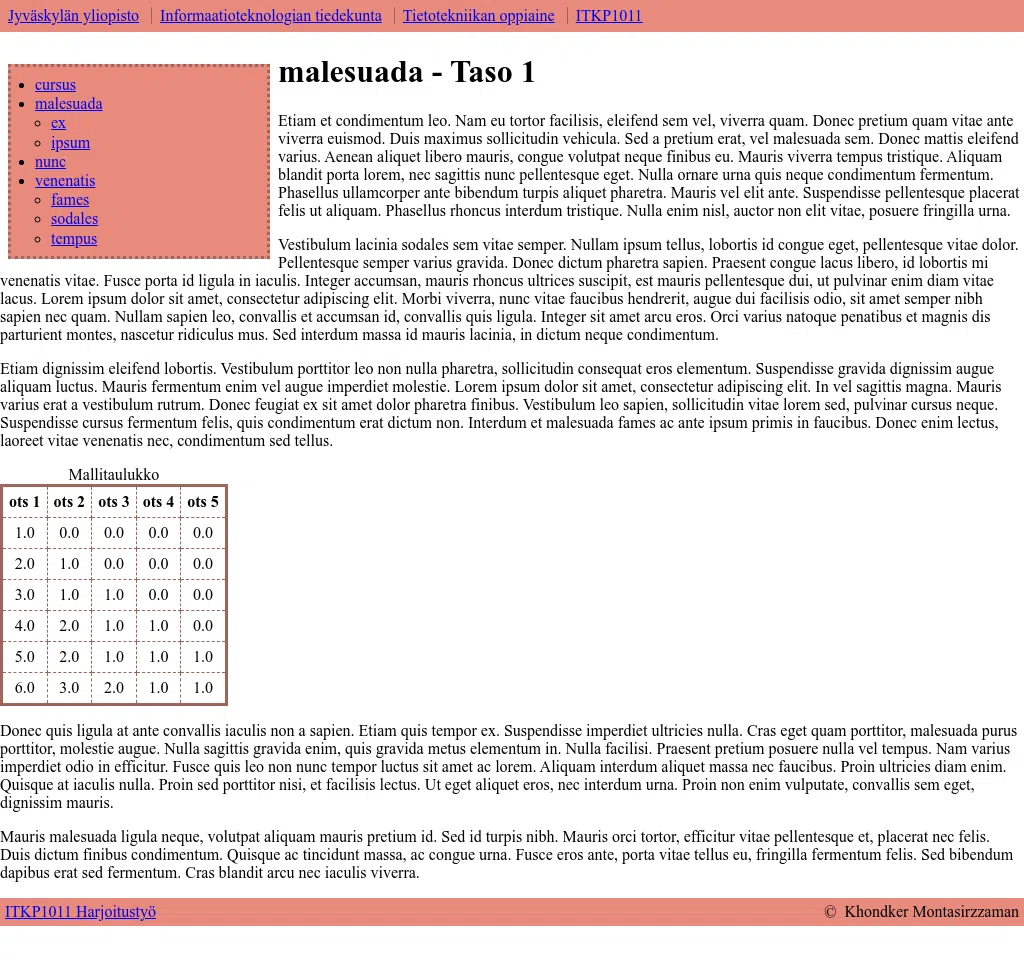 Jyväskylän yliopisto Informaatioteknologian tiedekunta Tietotekniikan oppiaine ITKP1011
cursus
malesuada
ex
ipsum
nunc
venenatis
fames
sodales
tempus
malesuada - Taso 1
Etiam et condimentum leo. Nam eu tortor facilisis, eleifend sem vel, viverra quam. Donec pretium quam vitae ante
viverra euismod. Duis maximus sollicitudin vehicula. Sed a pretium erat, vel malesuada sem. Donec mattis eleifend
varius. Aenean aliquet libero mauris, congue volutpat neque finibus eu. Mauris viverra tempus tristique. Aliquam
blandit porta lorem, nec sagittis nunc pellentesque eget. Nulla ornare urna quis neque condimentum fermentum.
Phasellus ullamcorper ante bibendum turpis aliquet pharetra. Mauris vel elit ante. Suspendisse pellentesque placerat
felis ut aliquam. Phasellus rhoncus interdum tristique. Nulla enim nisl, auctor non elit vitae, posuere fringilla urna.
Vestibulum lacinia sodales sem vitae semper. Nullam ipsum tellus, lobortis id congue eget, pellentesque vitae dolor.
Pellentesque semper varius gravida. Donec dictum pharetra sapien. Praesent congue lacus libero, id lobortis mi
venenatis vitae. Fusce porta id ligula in iaculis. Integer accumsan, mauris rhoncus ultrices suscipit, est mauris pellentesque dui, ut pulvinar enim diam vitae
lacus. Lorem ipsum dolor sit amet, consectetur adipiscing elit. Morbi viverra, nunc vitae faucibus hendrerit, augue dui facilisis odio, sit amet semper nibh
sapien nec quam. Nullam sapien leo, convallis et accumsan id, convallis quis ligula. Integer sit amet arcu eros. Orci varius natoque penatibus et magnis dis
parturient montes, nascetur ridiculus mus. Sed interdum massa id mauris lacinia, in dictum neque condimentum.
Etiam dignissim eleifend lobortis. Vestibulum porttitor leo non nulla pharetra, sollicitudin consequat eros elementum. Suspendisse gravida dignissim augue
aliquam luctus. Mauris fermentum enim vel augue imperdiet molestie. Lorem ipsum dolor sit amet, consectetur adipiscing elit. In vel sagittis magna. Mauris
varius erat a vestibulum rutrum. Donec feugiat ex sit amet dolor pharetra finibus. Vestibulum leo sapien, sollicitudin vitae lorem sed, pulvinar cursus neque.
Suspendisse cursus fermentum felis, quis condimentum erat dictum non. Interdum et malesuada fames ac ante ipsum primis in faucibus. Donec enim lectus,
laoreet vitae venenatis nec, condimentum sed tellus.
Mallitaulukko
ots 1 ots 2 ots 3 ots 4 ots 5
1.0 0.0 0.0 0.0 0.0
2.0 1.0 0.0 0.0 0.0
3.0 1.0 1.0 0.0 0.0
4.0 2.0 1.0 1.0 0.0
5.0 2.0 1.0 1.0 1.0
6.0 3.0 2.0 1.0 1.0
Donec quis ligula at ante convallis iaculis non a sapien. Etiam quis tempor ex. Suspendisse imperdiet ultricies nulla. Cras eget quam porttitor, malesuada purus
porttitor, molestie augue. Nulla sagittis gravida enim, quis gravida metus elementum in. Nulla facilisi. Praesent pretium posuere nulla vel tempus. Nam varius
imperdiet odio in efficitur. Fusce quis leo non nunc tempor luctus sit amet ac lorem. Aliquam interdum aliquet massa nec faucibus. Proin ultricies diam enim.
Quisque at iaculis nulla. Proin sed porttitor nisi, et facilisis lectus. Ut eget aliquet eros, nec interdum urna. Proin non enim vulputate, convallis sem eget,
dignissim mauris.
Mauris malesuada ligula neque, volutpat aliquam mauris pretium id. Sed id turpis nibh. Mauris orci tortor, efficitur vitae pellentesque et, placerat nec felis.
Duis dictum finibus condimentum. Quisque ac tincidunt massa, ac congue urna. Fusce eros ante, porta vitae tellus eu, fringilla fermentum felis. Sed bibendum
dapibus erat sed fermentum. Cras blandit arcu nec iaculis viverra.
ITKP1011 Harjoitustyö © Khondker Montasirzzaman